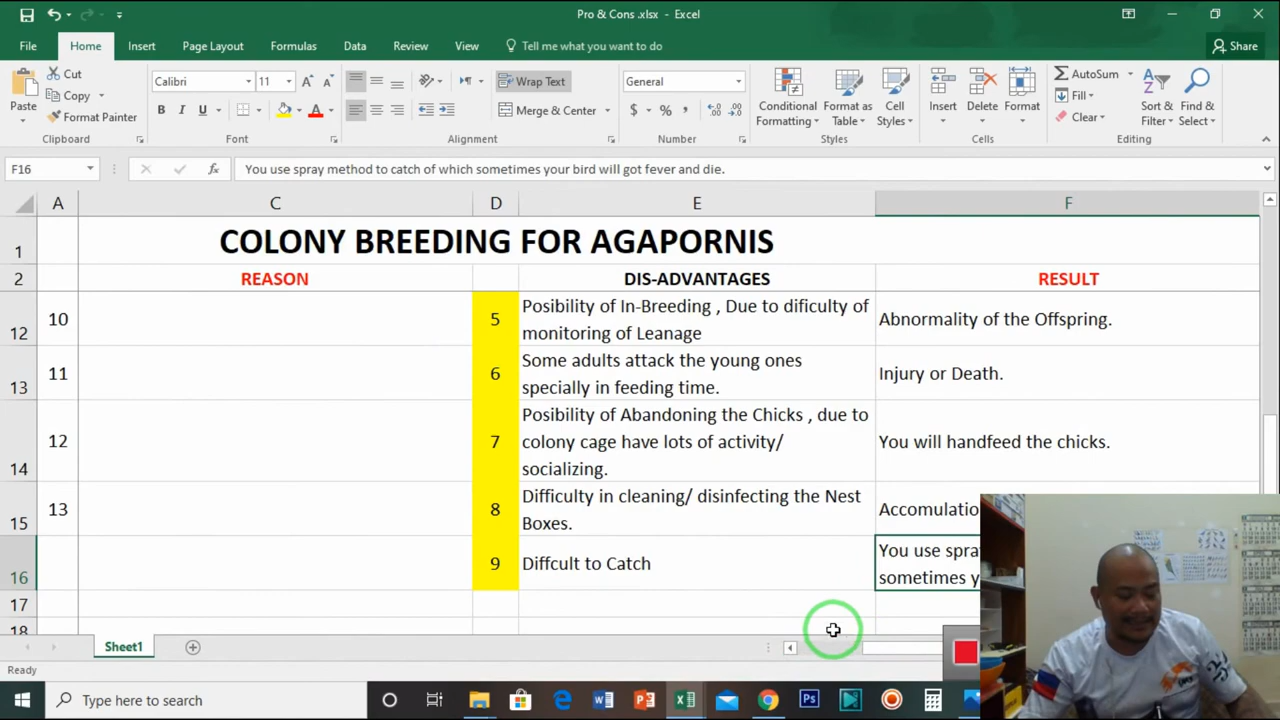 Pro & Cons .xlsx - Excel
File Home Insert Page Layout Formulas Data Review View Tell me what you want to do Share
Paste
Cut
Copy
Format Painter
Clipboard
Calibri 11
B I U
Font
Wrap Text
Merge & Center
Alignment
General
$ % ,
Number
Conditional Formatting
Format as Table
Cell Styles
Styles
Insert
Delete
Format
Cells
AutoSum
Fill
Clear
Sort & Filter
Find & Select
Editing
F16
fx
You use spray method to catch of which sometimes your bird will got fever and die.
A C D E F
1 COLONY BREEDING FOR AGAPORNIS
2 REASON DIS-ADVANTAGES RESULT
12 10 5 Posibility of In-Breeding , Due to dificulty of
monitoring of Leanage
Abnormality of the Offspring.
13 11 6 Some adults attack the young ones
specially in feeding time.
Injury or Death.
14 12 7 Posibility of Abandoning the Chicks , due to
colony cage have lots of activity/
socializing.
You will handfeed the chicks.
15 13 8 Difficulty in cleaning/ disinfecting the Nest
Boxes.
Accomulatio
16 9 Diffcult to Catch
You use spra
sometimes y
17
18
Sheet1
Ready
Type here to search